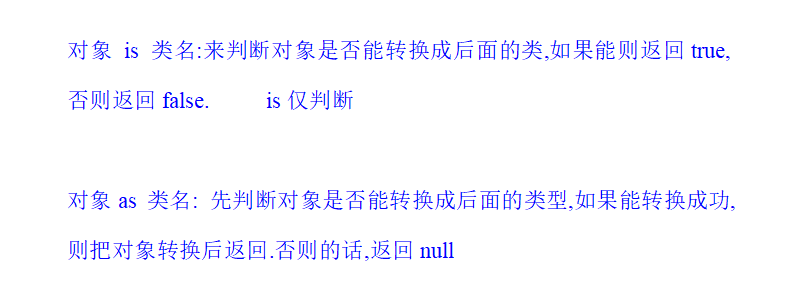 对象 is 类名:来判断对象是否能转换成后面的类,如果能则返回 true,
否则返回 false. is 仅判断
对象 as 类名: 先判断对象是否能转换成后面的类型,如果能转换成功,
则把对象转换后返回.否则的话,返回 null